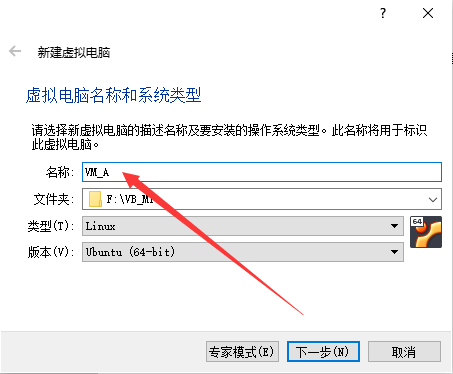 ?
新建虚拟电脑
虚拟电脑名称和系统类型
请选择新虚拟电脑的描述名称及要安装的操作系统类型。此名称将用于标识
此虚拟电脑。
名称: VM_A
文件夹: F:\VB_M
类型(T): Linux
64
版本(V): Ubuntu (64-bit)
专家模式(E) 下一步(N) 取消